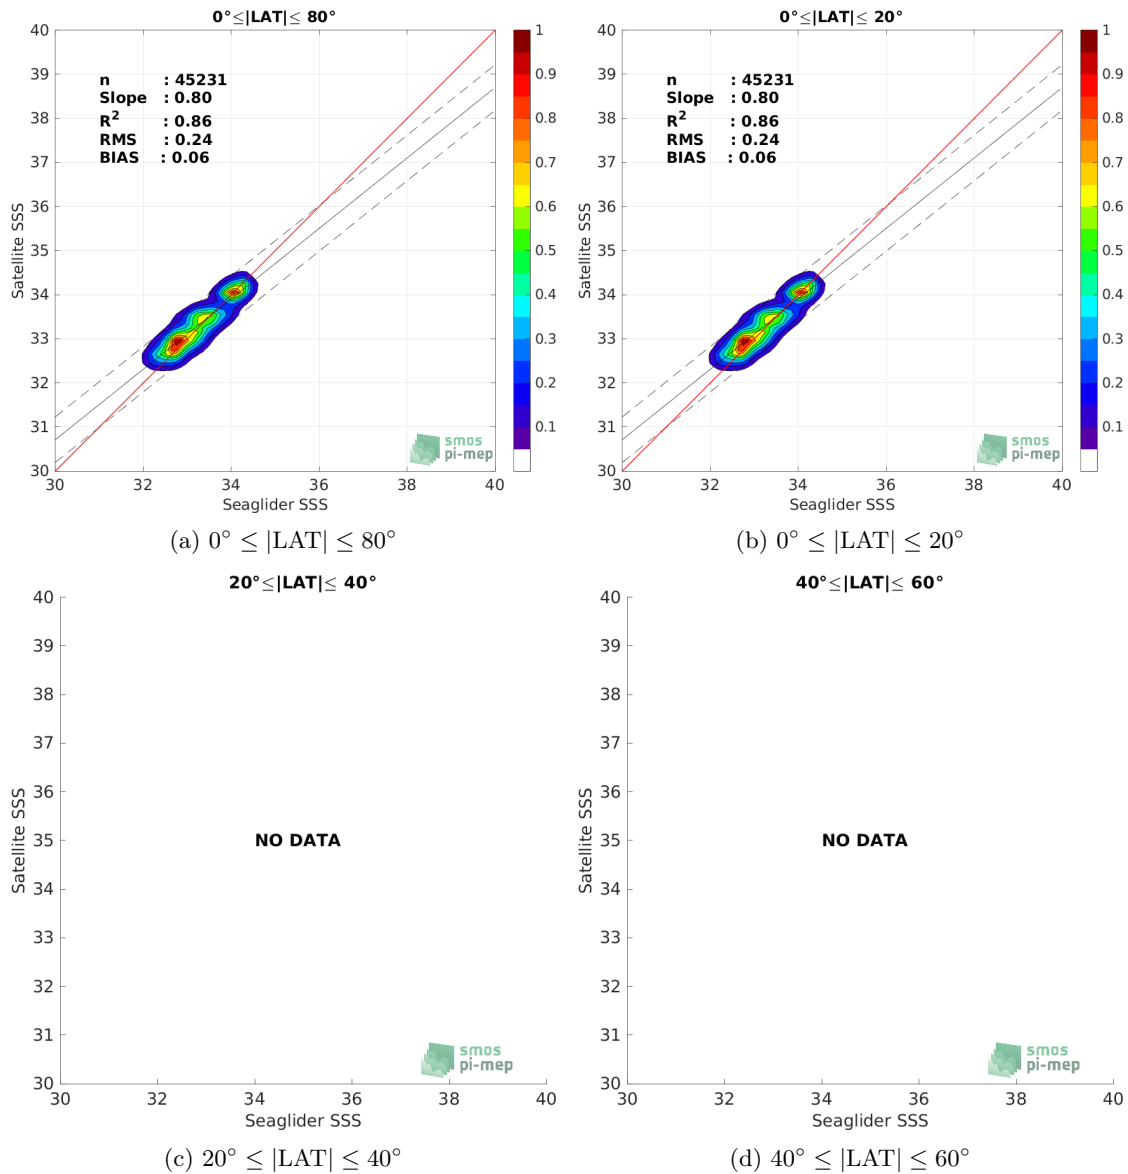 0°≤|LAT|≤ 80°
40
39
38
37
36
35
34
33
32
31
30
Satellite SSS
n : 45231
Slope : 0.80
R2 : 0.86
RMS : 0.24
BIAS : 0.06
30 32 34 36 38 40
Seaglider SSS
smos
pi-mep
1
0.9
0.8
0.7
0.6
0.5
0.4
0.3
0.2
0.1
(a) 0° ≤ |LAT| ≤ 80°
0°≤|LAT|≤ 20°
40
39
38
37
36
35
34
33
32
31
30
Satellite SSS
n : 45231
Slope : 0.80
R2 : 0.86
RMS : 0.24
BIAS : 0.06
30 32 34 36 38 40
Seaglider SSS
smos
pi-mep
1
0.9
0.8
0.7
0.6
0.5
0.4
0.3
0.2
0.1
(b) 0° ≤ |LAT| ≤ 20°
20°≤|LAT|≤ 40°
40
39
38
37
36
35
34
33
32
31
30
Satellite SSS
NO DATA
smos
pi-mep
30 32 34 36 38 40
Seaglider SSS
(c) 20° ≤ |LAT| ≤ 40°
40°≤|LAT|≤ 60°
40
39
38
37
36
35
34
33
32
31
30
Satellite SSS
NO DATA
smos
pi-mep
30 32 34 36 38 40
Seaglider SSS
(d) 40° ≤ |LAT| ≤ 60°